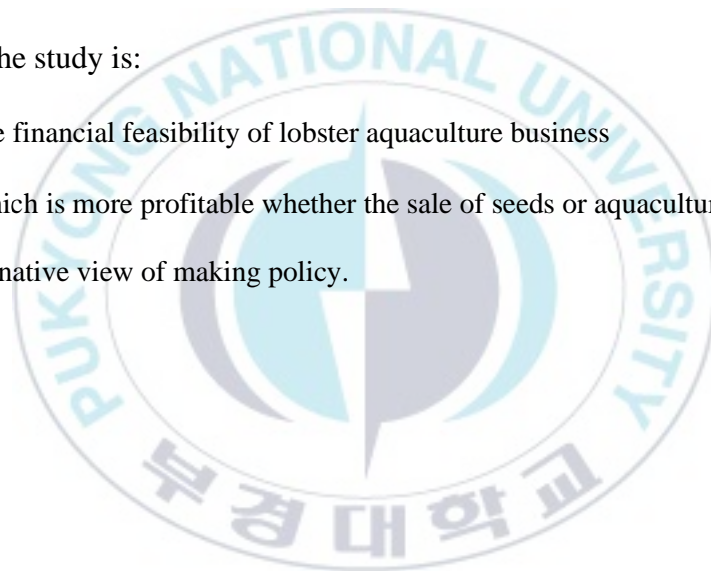 he study is:
e financial feasibility of lobster aquaculture business
hich is more profitable whether the sale of seeds or aquacultur
native view of making policy.
PUKYONG NATIONAL UNIVERSITY
부경대학교